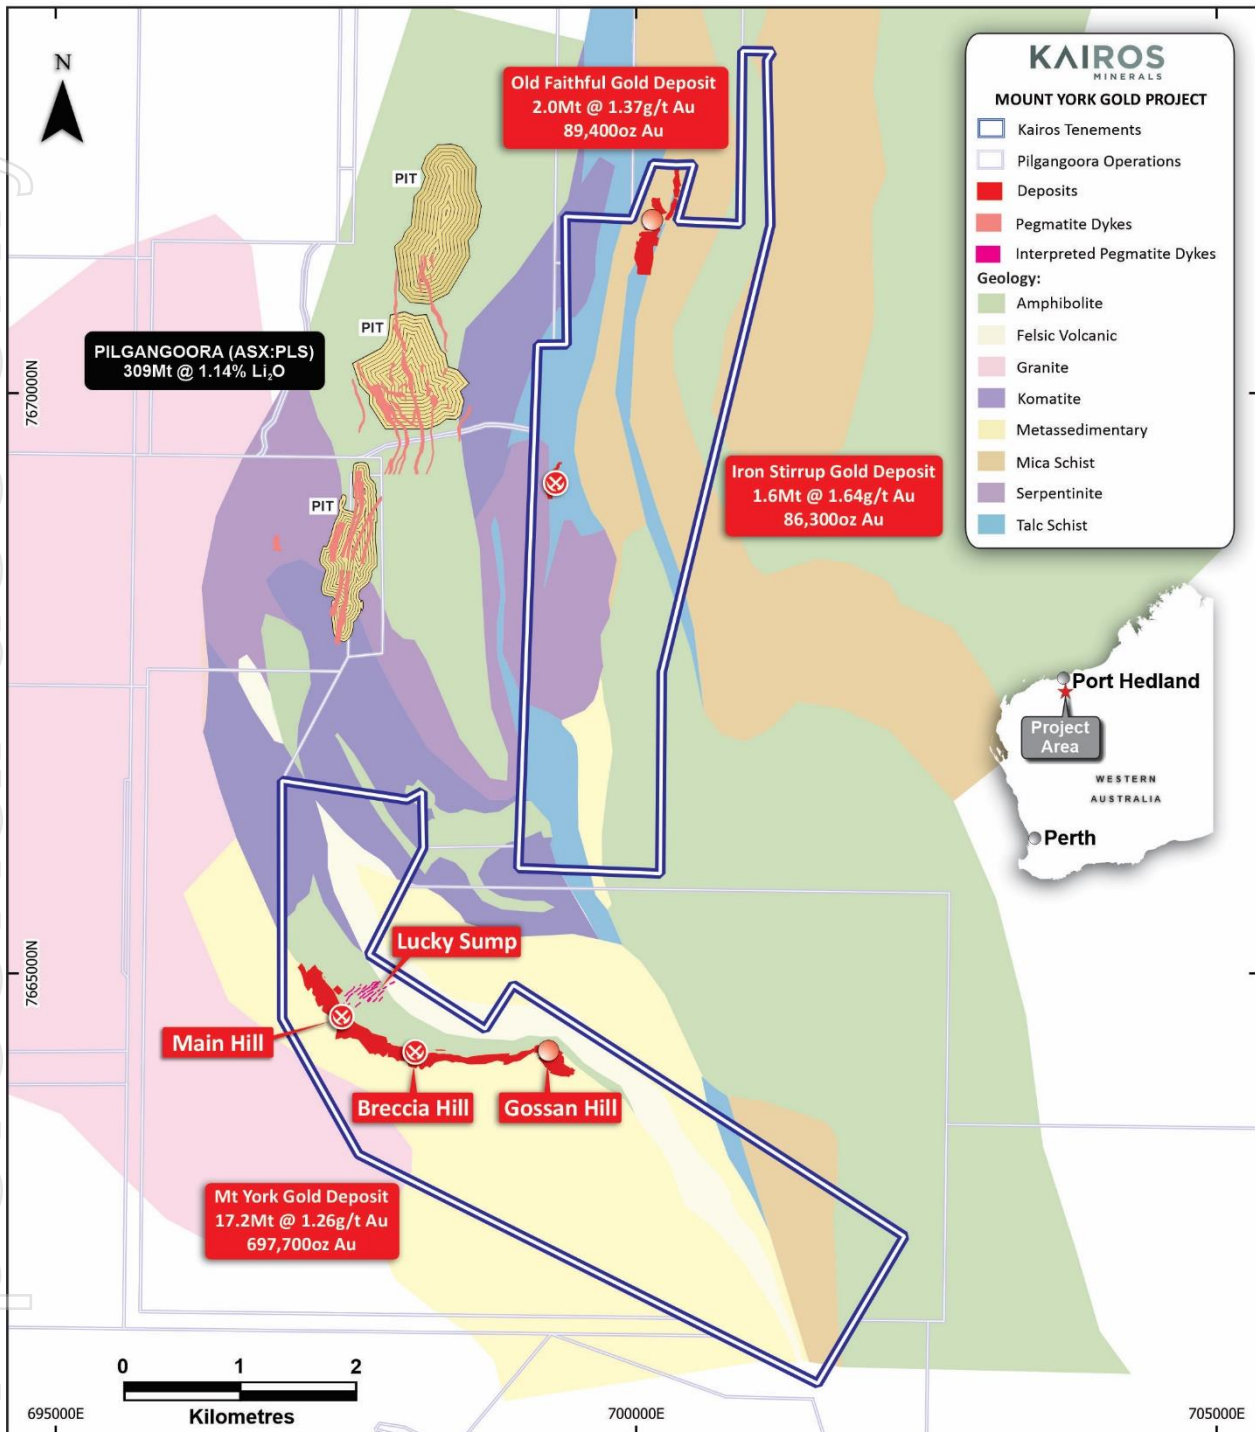 N
KAIROS
MINERALS
MOUNT YORK GOLD PROJECT
Kairos Tenements
Pilgangoora Operations
Deposits
Pegmatite Dykes
Interpreted Pegmatite Dykes
Geology:
Amphibolite
Felsic Volcanic
Granite
Komatite
Metassedimentary
Mica Schist
Serpentinite
Talc Schist
Old Faithful Gold Deposit
2.0Mt @ 1.37g/t Au
89,400oz Au
PIT
PIT
PILGANGOORA (ASX:PLS)
309Mt @ 1.14% Li₂O
7670000N
Iron Stirrup Gold Deposit
1.6Mt @ 1.64g/t Au
86,300oz Au
PIT
Port Hedland
Project
Area
WESTERN
AUSTRALIA
Perth
Lucky Sump
7665000N
Main Hill
Breccia Hill
Gossan Hill
Mt York Gold Deposit
17.2Mt @ 1.26g/t Au
697,700oz Au
0 1 2
Kilometres
695000E
700000E
705000E